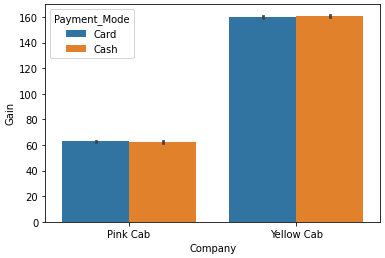 Payment_Mode
Card
Cash
160
140
120
100
80
60
40
20
0
Gain
Pink Cab
Yellow Cab
Company